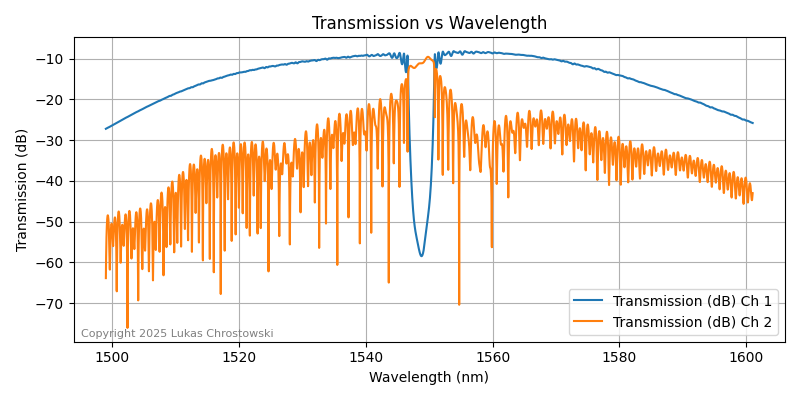 Transmission vs Wavelength
Transmission (dB)
−10
−20
−30
−40
−50
−60
−70
Transmission (dB) Ch 1
Transmission (dB) Ch 2
Copyright 2025 Lukas Chrostowski
1500 1520 1540 1560 1580 1600
Wavelength (nm)